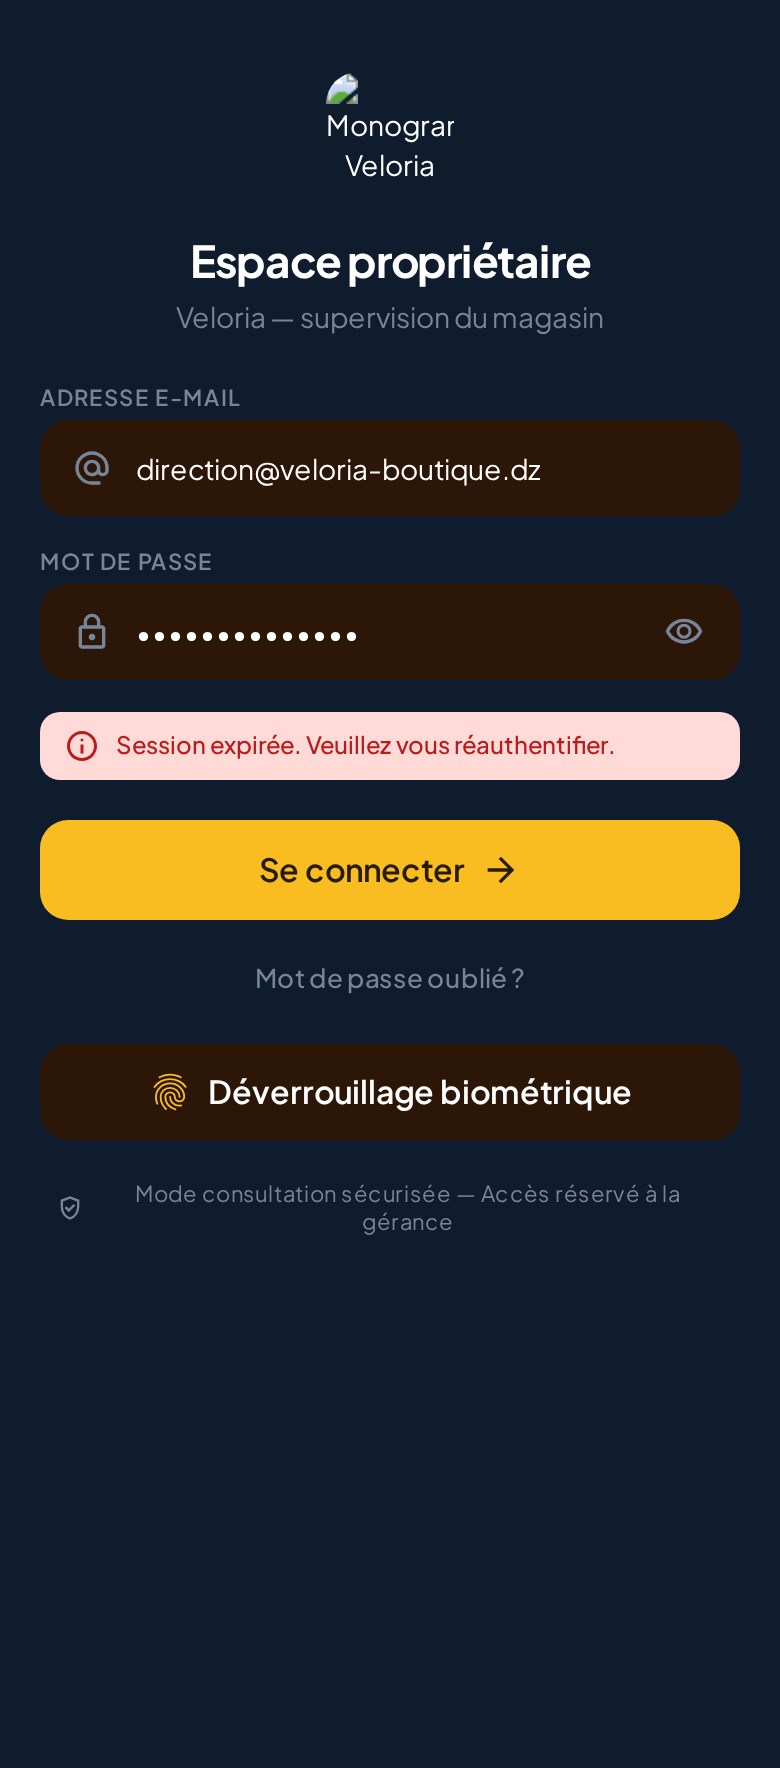 Monogram
Veloria
Espace propriétaire
Veloria — supervision du magasin
ADRESSE E-MAIL
direction@veloria-boutique.dz
MOT DE PASSE
••••••••••••••
Session expirée. Veuillez vous réauthentifier.
Se connecter
Mot de passe oublié ?
Déverrouillage biométrique
Mode consultation sécurisée — Accès réservé à la
gérance